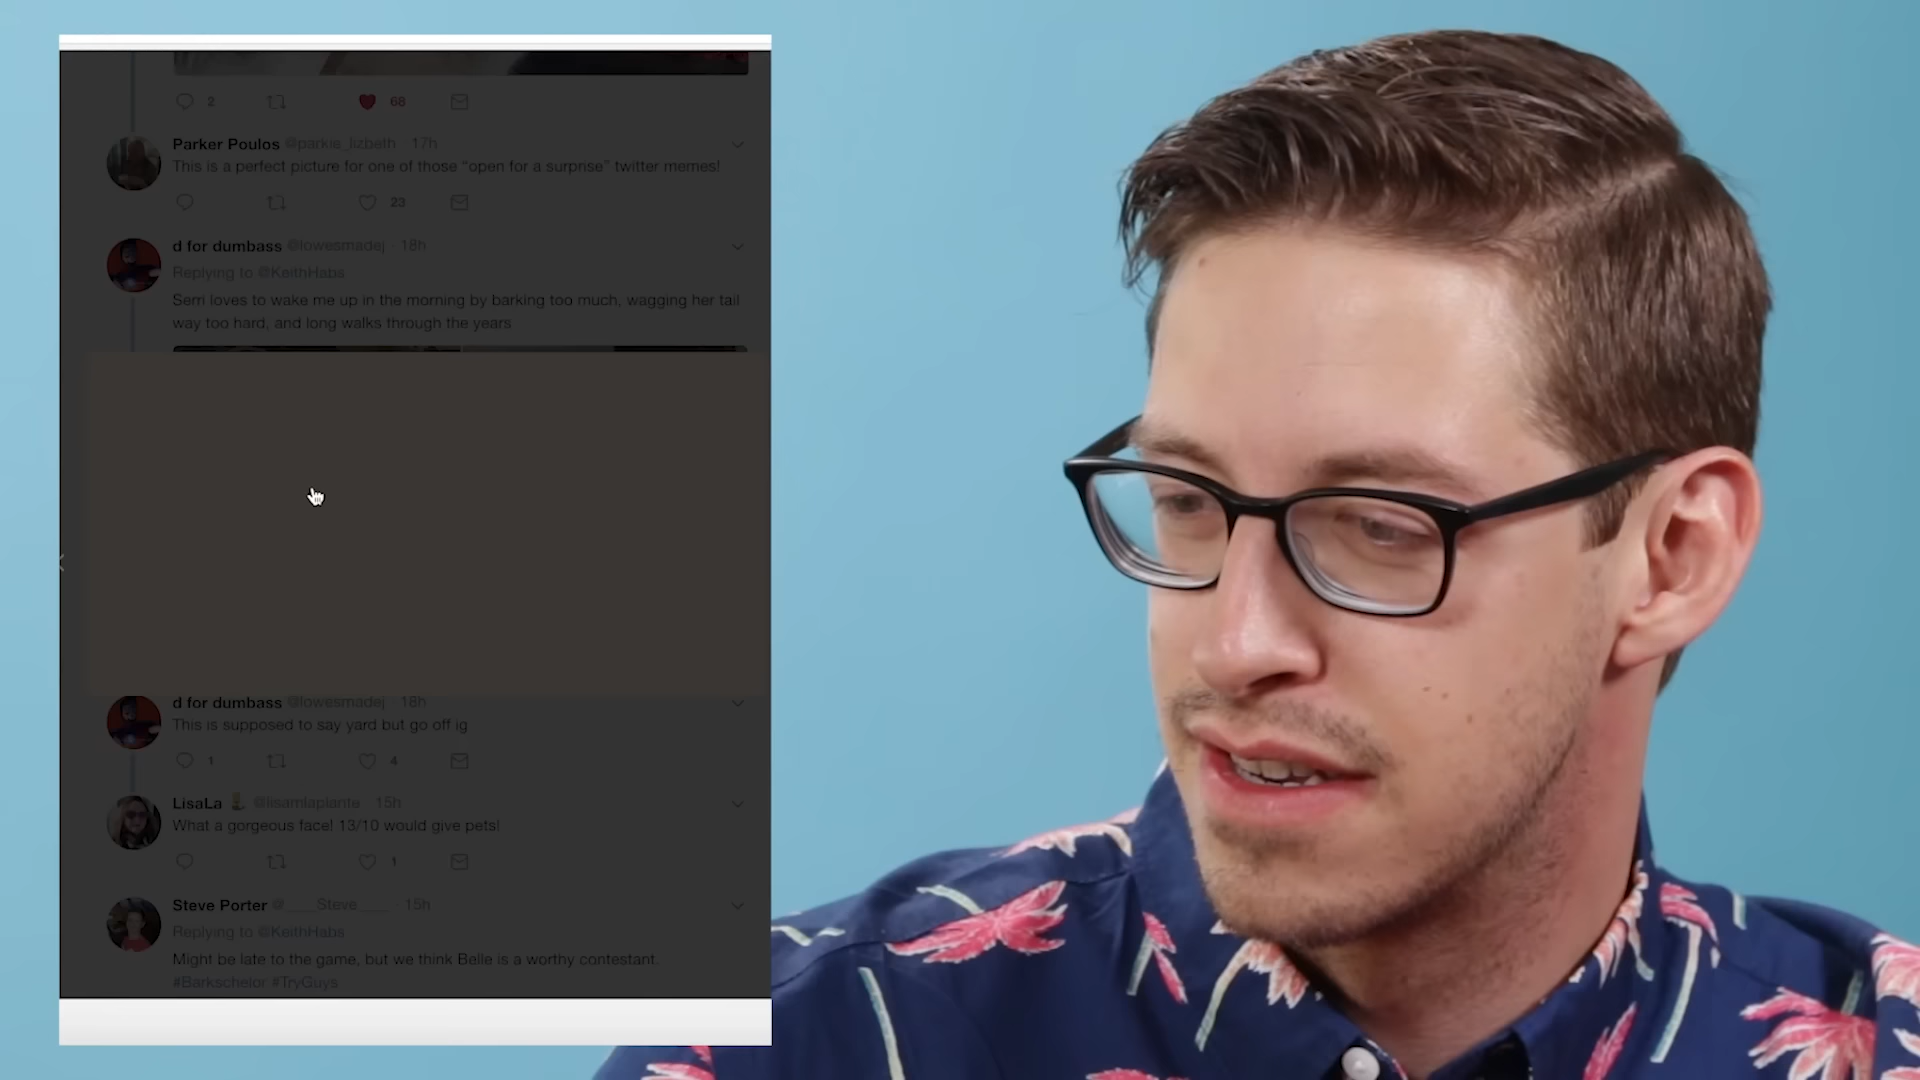 2 68
Parker Poulos @parkie_lizbeth 17h
This is a perfect picture for one of those "open for a surprise" twitter memes!
23
d for dumbass @lowesmadej · 18h
Replying to @KeithHabs
Serri loves to wake me up in the morning by barking too much, wagging her tail
way too hard, and long walks through the years
d for dumbass @lowesmadej · 18h
This is supposed to say yard but go off ig
1 4
LisaLa @lisamlaplante · 15h
What a gorgeous face! 13/10 would give pets!
1
Steve Porter @____Steve____ · 15h
Replying to @KeithHabs
Might be late to the game, but we think Belle is a worthy contestant.
#Barkschelor #TryGuys